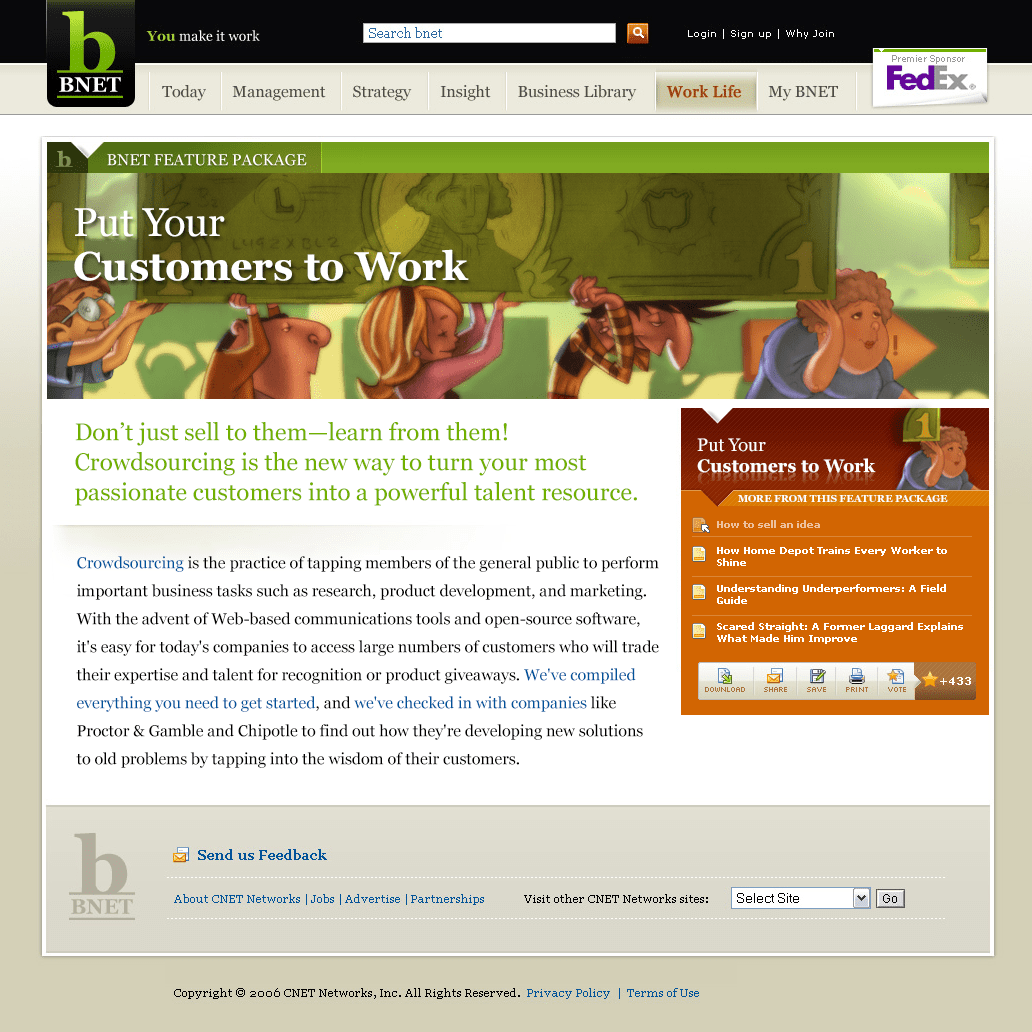 b
BNET
You make it work
Search bnet
Login | Sign up | Why Join
Premier Sponsor
FedEx®
Today
Management
Strategy
Insight
Business Library
Work Life
My BNET
b
BNET FEATURE PACKAGE
L
L492 x BL2
1
1
Put Your
Customers to Work
!
Don't just sell to them—learn from them!
Crowdsourcing is the new way to turn your most
passionate customers into a powerful talent resource.
Crowdsourcing is the practice of tapping members of the general public to perform
important business tasks such as research, product development, and marketing.
With the advent of Web-based communications tools and open-source software,
it's easy for today's companies to access large numbers of customers who will trade
their expertise and talent for recognition or product giveaways. We've compiled
everything you need to get started, and we've checked in with companies like
Proctor & Gamble and Chipotle to find out how they're developing new solutions
to old problems by tapping into the wisdom of their customers.
1
Put Your
Customers to Work
MORE FROM THIS FEATURE PACKAGE
How to sell an idea
How Home Depot Trains Every Worker to
Shine
Understanding Underperformers: A Field
Guide
Scared Straight: A Former Laggard Explains
What Made Him Improve
DOWNLOAD
SHARE
SAVE
PRINT
VOTE
+433
b
BNET
Send us Feedback
About CNET Networks | Jobs | Advertise | Partnerships
Visit other CNET Networks sites:
Select Site
Go
Copyright © 2006 CNET Networks, Inc. All Rights Reserved. Privacy Policy | Terms of Use